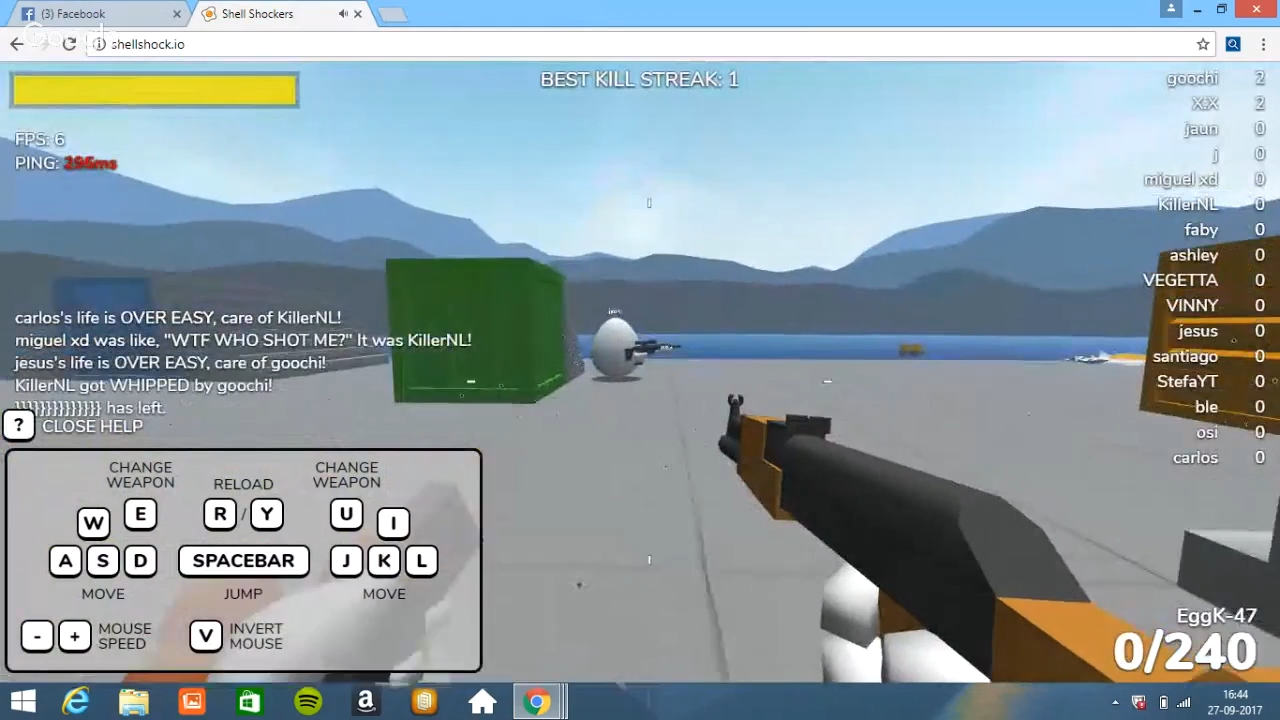 (3) Facebook
Shell Shockers
shellshock.io
BEST KILL STREAK: 1
FPS: 6
PING: 296ms
goochi 2
X:X 2
jaun 0
j 0
miguel xd 0
KillerNL 0
faby 0
ashley 0
VEGETTA 0
VINNY 0
jesus 0
santiago 0
StefaYT 0
ble 0
osi 0
carlos 0
carlos's life is OVER EASY, care of KillerNL!
miguel xd was like, "WTF WHO SHOT ME?" It was KillerNL!
jesus's life is OVER EASY, care of goochi!
KillerNL got WHIPPED by goochi!
}}}}}}}}}}}}} has left.
? CLOSE HELP
CHANGE WEAPON
RELOAD
CHANGE WEAPON
W E R / Y U I
A S D SPACEBAR J K L
MOVE JUMP MOVE
- + MOUSE SPEED
V INVERT MOUSE
EggK-47
0/240
16:44
27-09-2017